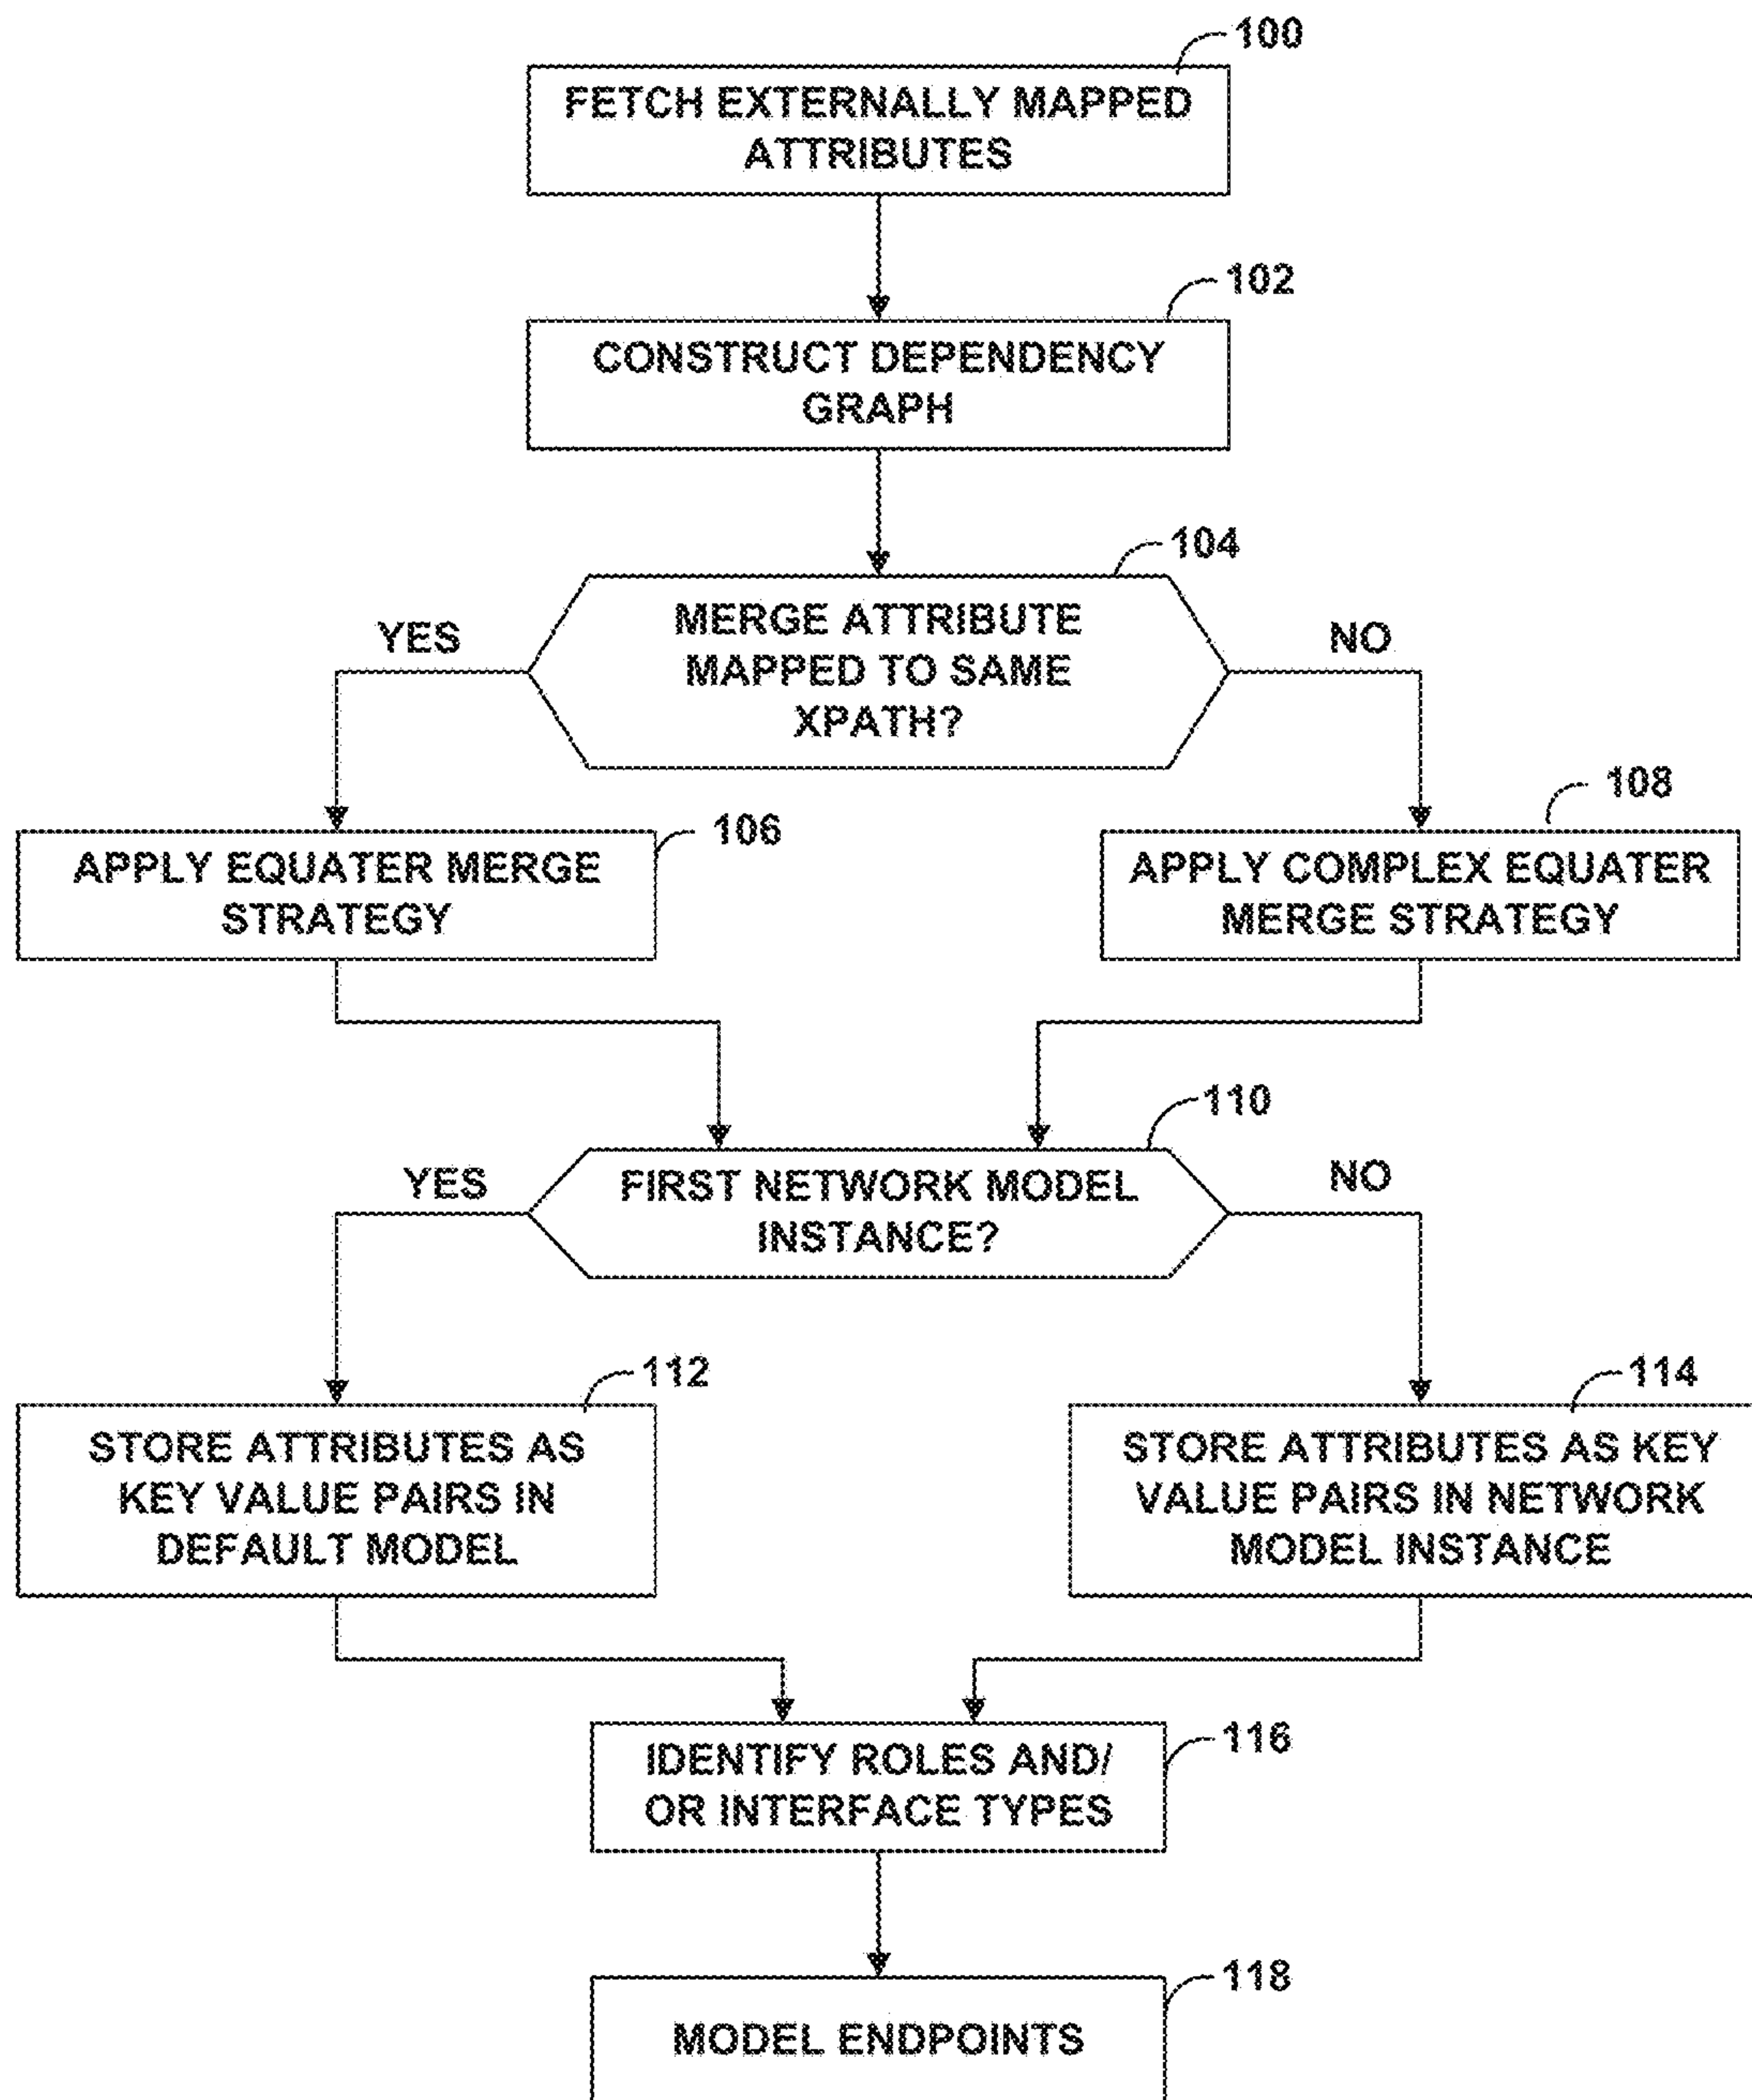 100
FETCH EXTERNALLY MAPPED
ATTRIBUTES
102
CONSTRUCT DEPENDENCY
GRAPH
104
MERGE ATTRIBUTE
MAPPED TO SAME
XPATH?
YES
NO
106
APPLY EQUATER MERGE
STRATEGY
108
APPLY COMPLEX EQUATER
MERGE STRATEGY
110
FIRST NETWORK MODEL
INSTANCE?
YES
NO
112
STORE ATTRIBUTES AS
KEY VALUE PAIRS IN
DEFAULT MODEL
114
STORE ATTRIBUTES AS KEY
VALUE PAIRS IN NETWORK
MODEL INSTANCE
116
IDENTIFY ROLES AND/
OR INTERFACE TYPES
118
MODEL ENDPOINTS